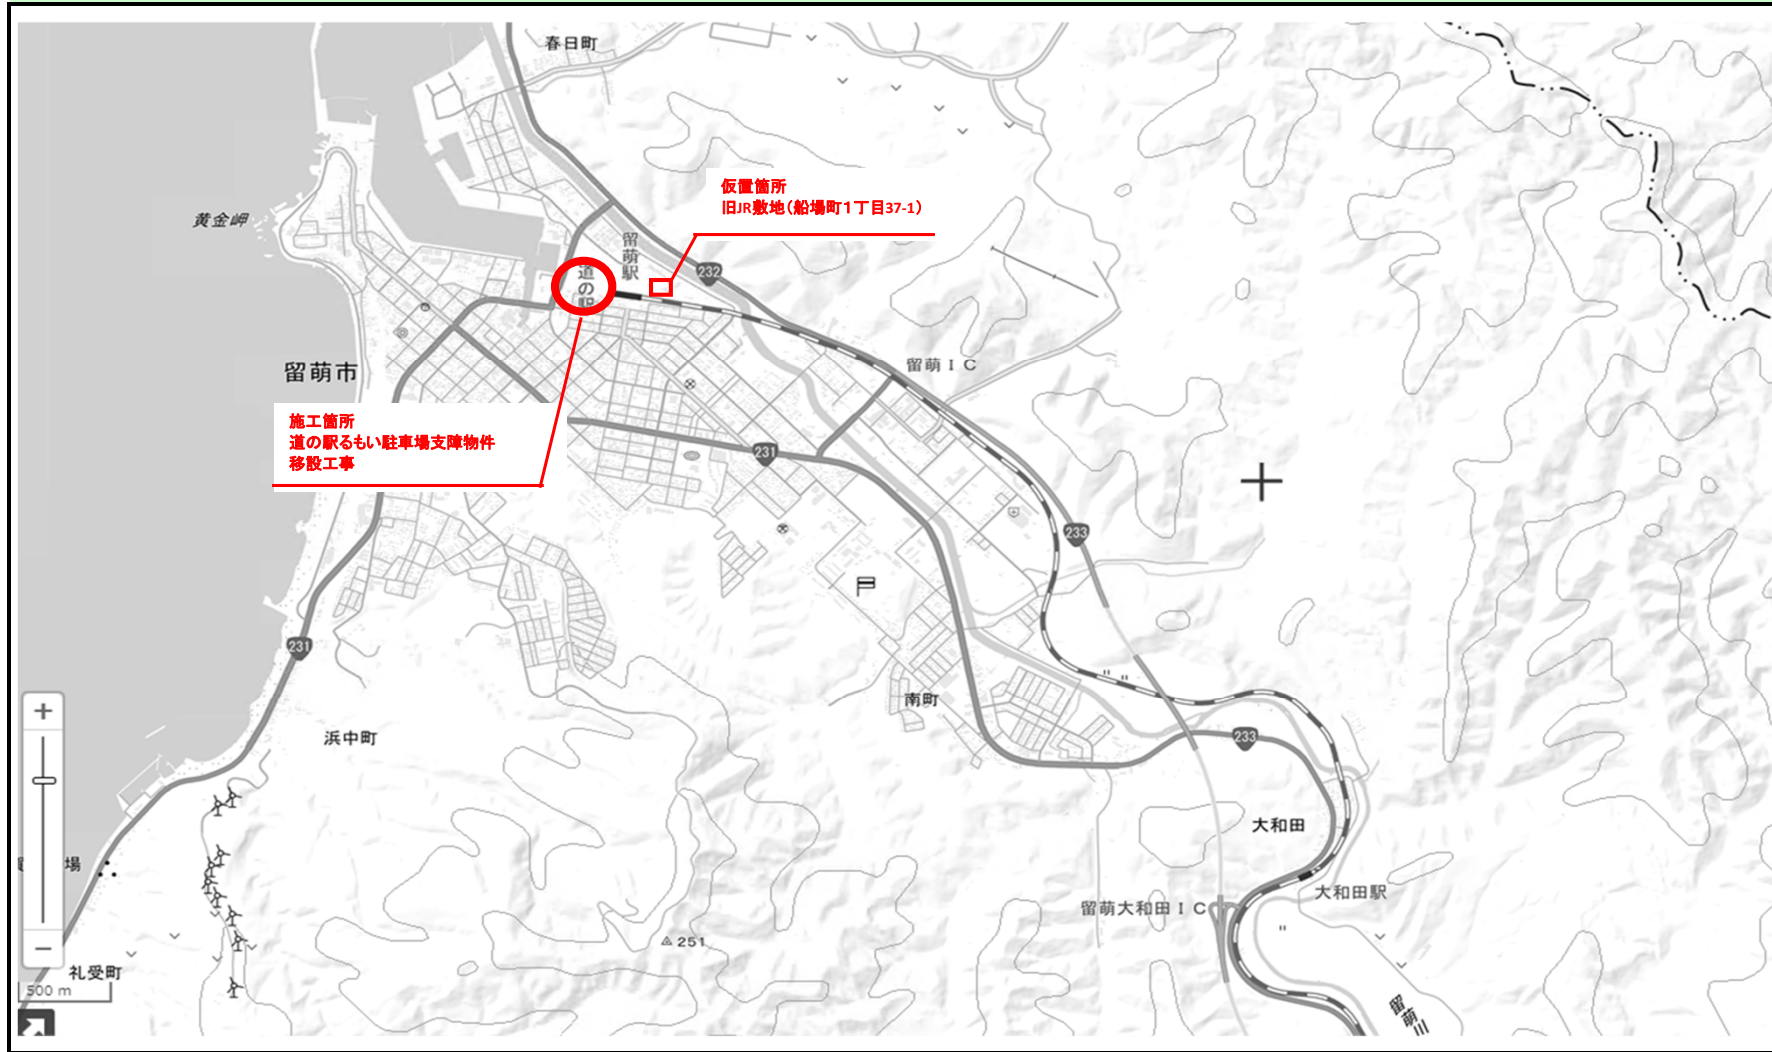 春日町
仮置箇所
旧JR敷地(船場町1丁目37-1)
黄金岬
留萌駅
道の駅
232
留萌IC
留萌市
施工箇所
道の駅るもい駐車場支障物件
移設工事
231
233
231
南町
浜中町
233
大和田
場
大和田駅
留萌大和田IC
251
礼受町
500 m
留萌川